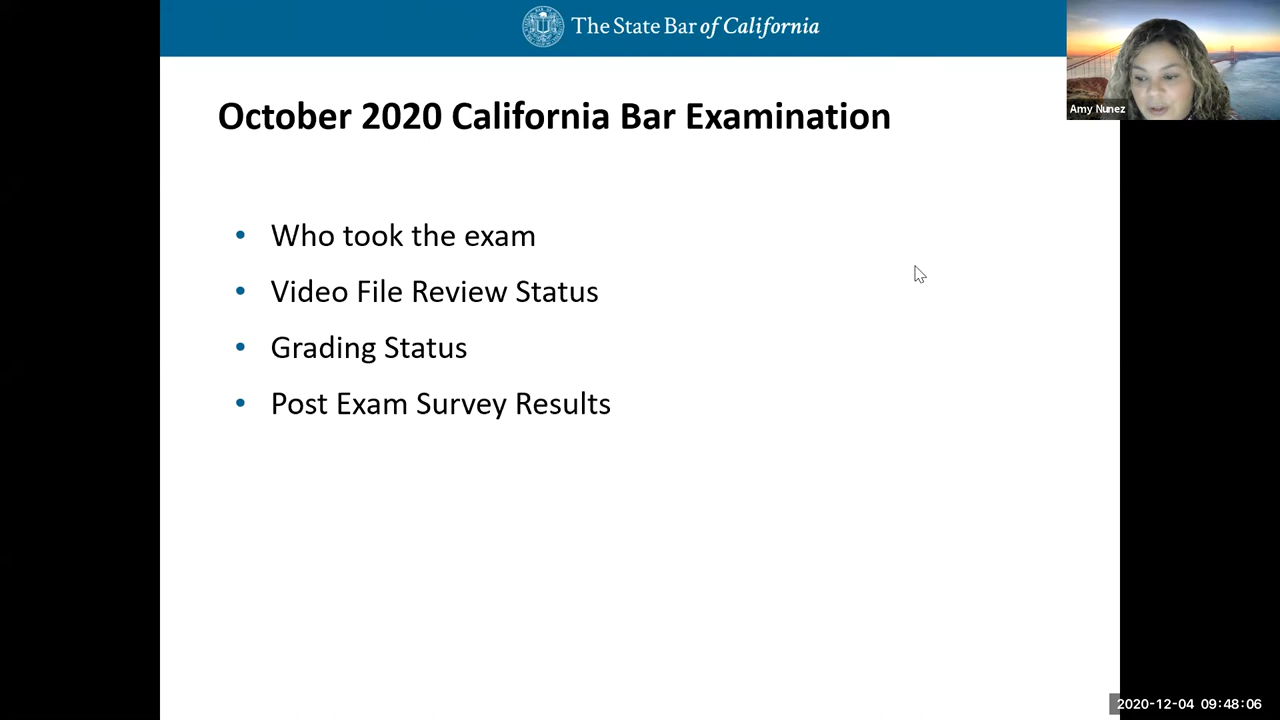 The State Bar of California
Amy Nunez
October 2020 California Bar Examination
• Who took the exam
• Video File Review Status
• Grading Status
• Post Exam Survey Results
2020-12-04 09:48:06